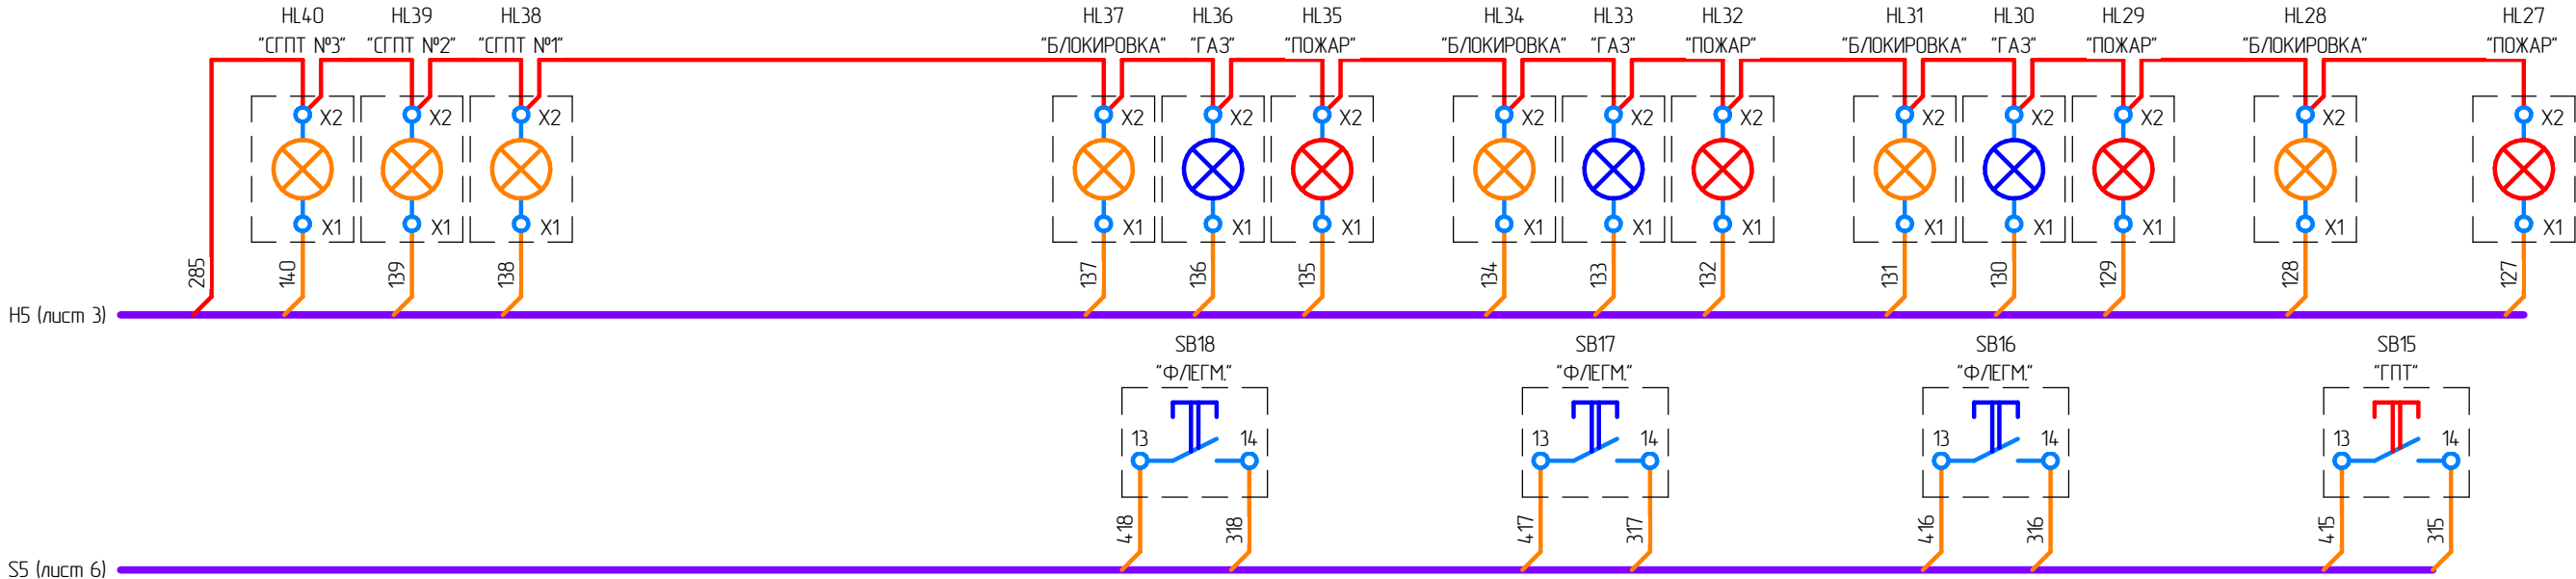 HL40 HL39 HL38 HL37 HL36 HL35 HL34 HL33 HL32 HL31 HL30 HL29 HL28 HL27
"СГПТ №3" "СГПТ №2" "СГПТ №1" "БЛОКИРОВКА" "ГАЗ" "ПОЖАР" "БЛОКИРОВКА" "ГАЗ" "ПОЖАР" "БЛОКИРОВКА" "ГАЗ" "ПОЖАР" "БЛОКИРОВКА" "ПОЖАР"
X2 X2 X2 X2 X2 X2 X2 X2 X2 X2 X2 X2 X2 X2
X1 X1 X1 X1 X1 X1 X1 X1 X1 X1 X1 X1 X1 X1
285 140 139 138 137 136 135 134 133 132 131 130 129 128 127
H5 (лист 3)
SB18 SB17 SB16 SB15
"ФЛЕГМ." "ФЛЕГМ." "ФЛЕГМ." "ГПТ"
13 14 13 14 13 14 13 14
418 318 417 317 416 316 415 315
S5 (лист 6)